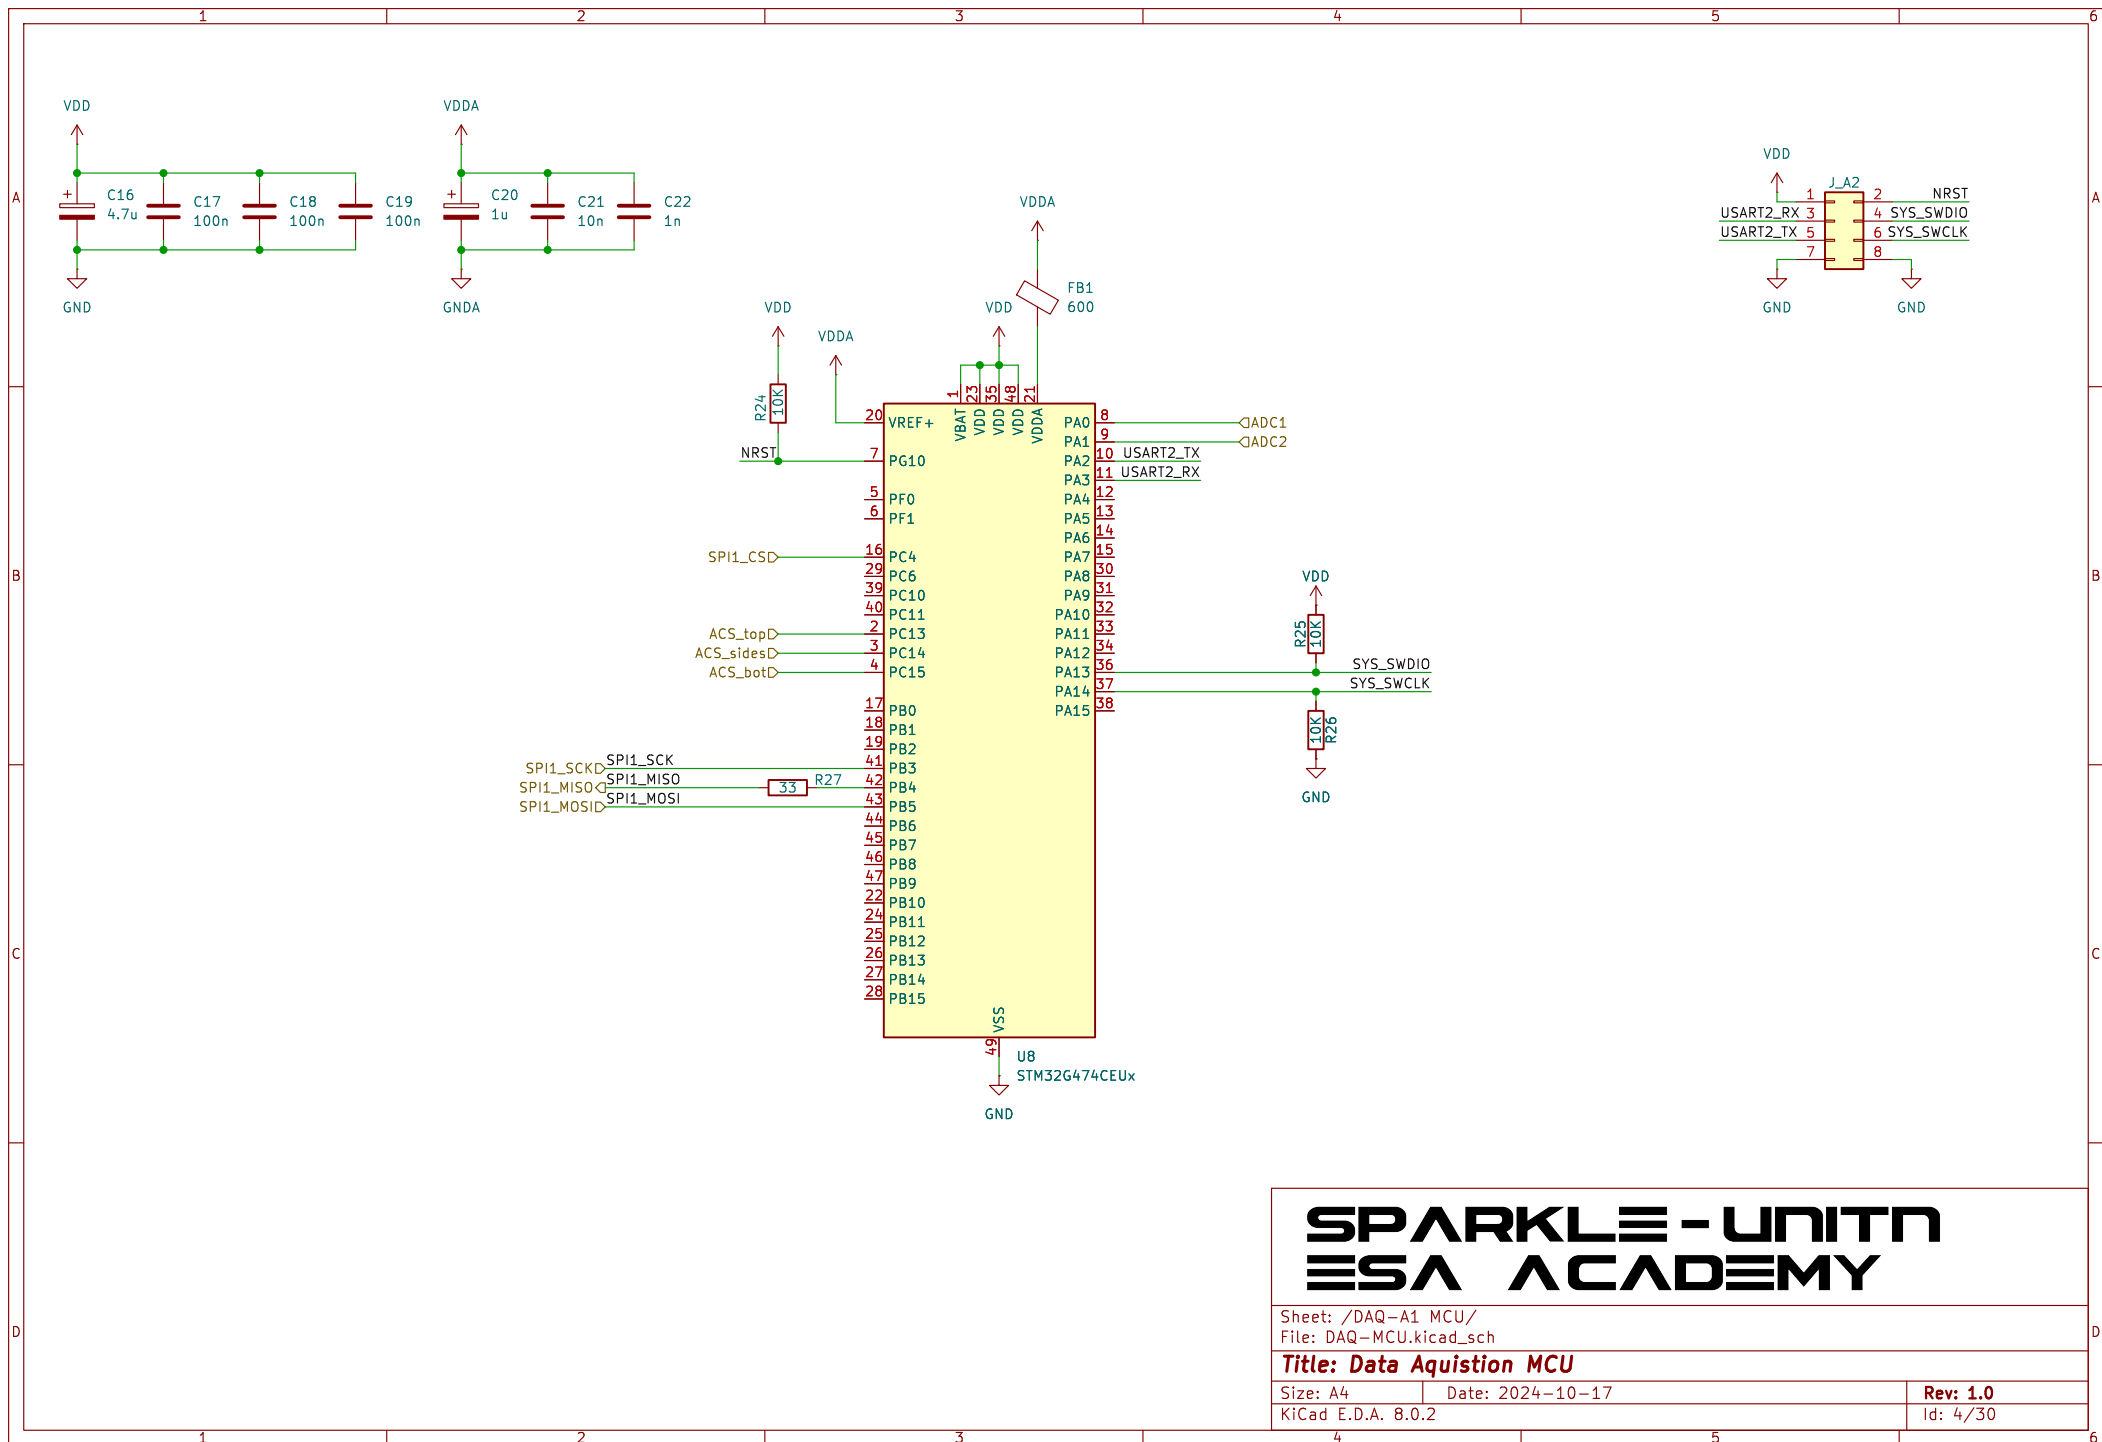 1 2 3 4 5 6
A
B
C
D
VDD
C16
4.7u
C17
100n
C18
100n
C19
100n
GND
VDDA
C20
1u
C21
10n
C22
1n
GNDA
VDD
J_A2
1 2 NRST
USART2_RX 3 4 SYS_SWDIO
USART2_TX 5 6 SYS_SWCLK
7 8
GND GND
VDDA
FB1
600
VDD
VDDA
VDD
R24
10K
1 23 35 48 21
VBAT VDD VDD VDD VDDA
20 VREF+
NRST 7 PG10
5 PF0
6 PF1
SPI1_CS 16 PC4
29 PC6
39 PC10
40 PC11
ACS_top 2 PC13
ACS_sides 3 PC14
ACS_bot 4 PC15
17 PB0
18 PB1
19 PB2
SPI1_SCK SPI1_SCK 41 PB3
SPI1_MISO SPI1_MISO 33 R27 42 PB4
SPI1_MOSI SPI1_MOSI 43 PB5
44 PB6
45 PB7
46 PB8
47 PB9
22 PB10
24 PB11
25 PB12
26 PB13
27 PB14
28 PB15
PA0 8 ADC1
PA1 9 ADC2
PA2 10 USART2_TX
PA3 11 USART2_RX
PA4 12
PA5 13
PA6 14
PA7 15
PA8 30
PA9 31
PA10 32
PA11 33
PA12 34
PA13 36 SYS_SWDIO
PA14 37 SYS_SWCLK
PA15 38
VDD
R25
10K
10K
R26
GND
VSS
49
U8
STM32G474CEUx
GND
SPARKLE-UNITN
ESA ACADEMY
Sheet: /DAQ-A1 MCU/
File: DAQ-MCU.kicad_sch
Title: Data Aquistion MCU
Size: A4 Date: 2024-10-17 Rev: 1.0
KiCad E.D.A. 8.0.2 Id: 4/30
A
B
C
D
1 2 3 4 5 6